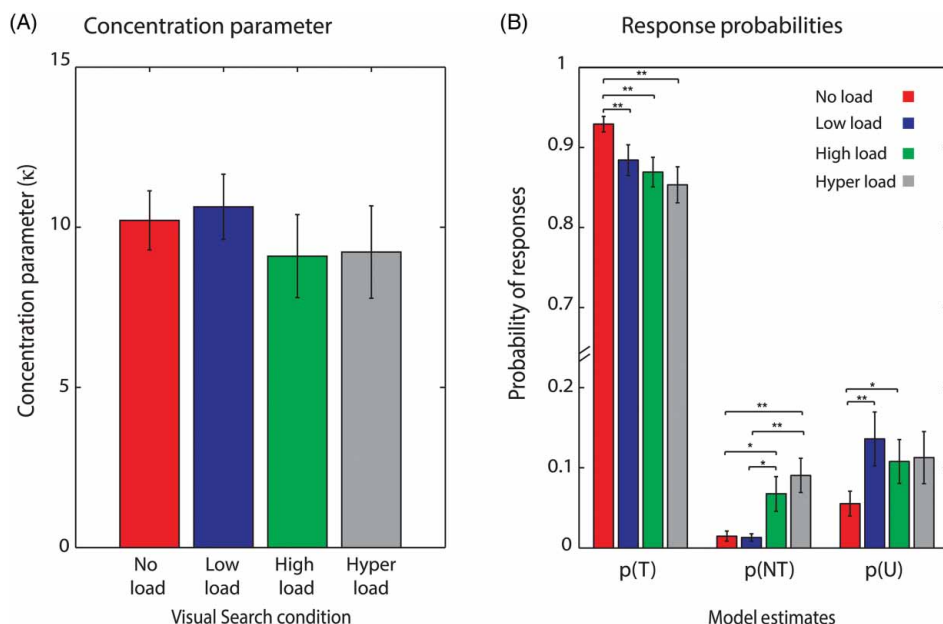 (A) Concentration parameter
15
10
5
0
Concentration parameter (κ)
No load
Low load
High load
Hyper load
Visual Search condition
(B) Response probabilities
1
0.9
0.8
0.7
0.2
0.1
0
Probability of responses
**
**
**
No load
Low load
High load
Hyper load
**
**
*
*
*
**
p(T)
p(NT)
p(U)
Model estimates